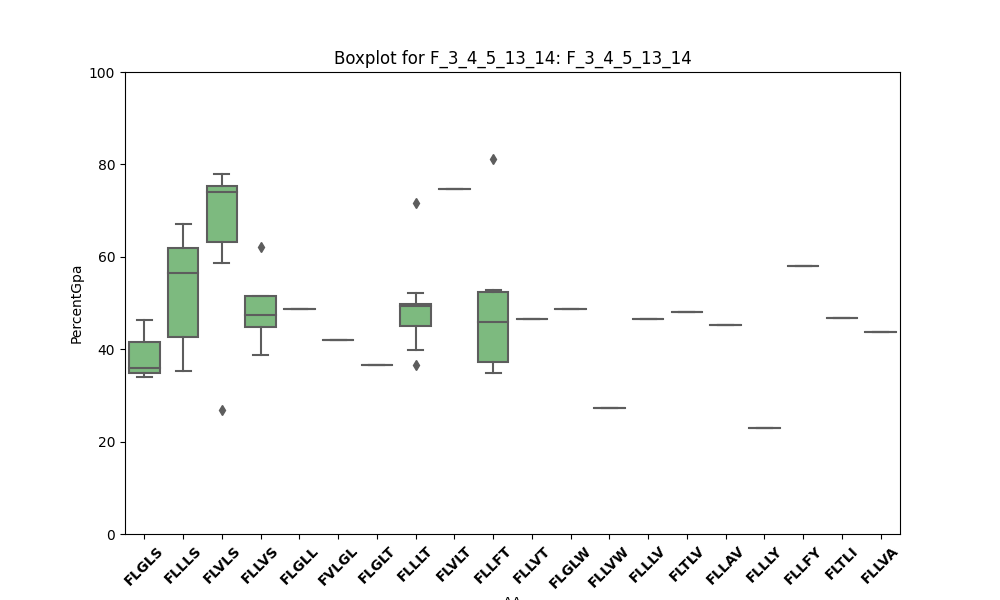 Boxplot for F_3_4_5_13_14: F_3_4_5_13_14
100
80
60
40
20
0
PercentGpa
FLGLS FLLLS FLVLS FLLVS FLGLL FVLGL FLGLT FLLLT FLVLT FLLFT FLLVT FLGLW FLLVW FLLLV FLTLV FLLAV FLLLY FLLFY FLTLI FLLVA